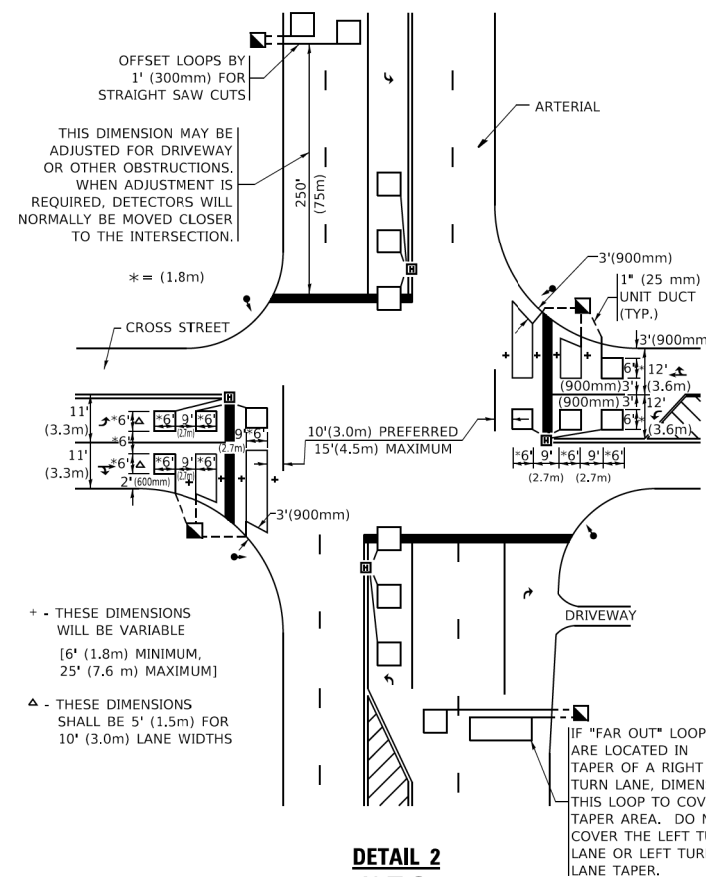 OFFSET LOOPS BY
1' (300mm) FOR
STRAIGHT SAW CUTS
THIS DIMENSION MAY BE
ADJUSTED FOR DRIVEWAY
OR OTHER OBSTRUCTIONS.
WHEN ADJUSTMENT IS
REQUIRED, DETECTORS WILL
NORMALLY BE MOVED CLOSER
TO THE INTERSECTION.
250'
(75m)
ARTERIAL
* = (1.8m)
3'(900mm)
1" (25 mm)
UNIT DUCT
(TYP.)
CROSS STREET
H
3'(900mm
6'* 12'
(3.6m)
(900mm) 3'
(900mm) 3'
12'
6'*
(3.6m)
H
*6' 9' *6' 9' *6'
(2.7m) (2.7m)
H
11'
(3.3m)
*6' Δ
*6' 9' *6'
(2.7m)
*6'
9' *6'
(2.7m)
11'
(3.3m)
*6' Δ
*6' 9' *6'
(2.7m)
2' (600mm)
10'(3.0m) PREFERRED
15'(4.5m) MAXIMUM
3'(900mm)
H
DRIVEWAY
+ - THESE DIMENSIONS
WILL BE VARIABLE
[6' (1.8m) MINIMUM,
25' (7.6 m) MAXIMUM]
Δ - THESE DIMENSIONS
SHALL BE 5' (1.5m) FOR
10' (3.0m) LANE WIDTHS
IF "FAR OUT" LOOP
ARE LOCATED IN
TAPER OF A RIGHT
TURN LANE, DIMEN
THIS LOOP TO COV
TAPER AREA. DO N
COVER THE LEFT TU
LANE OR LEFT TUR
LANE TAPER.
DETAIL 2